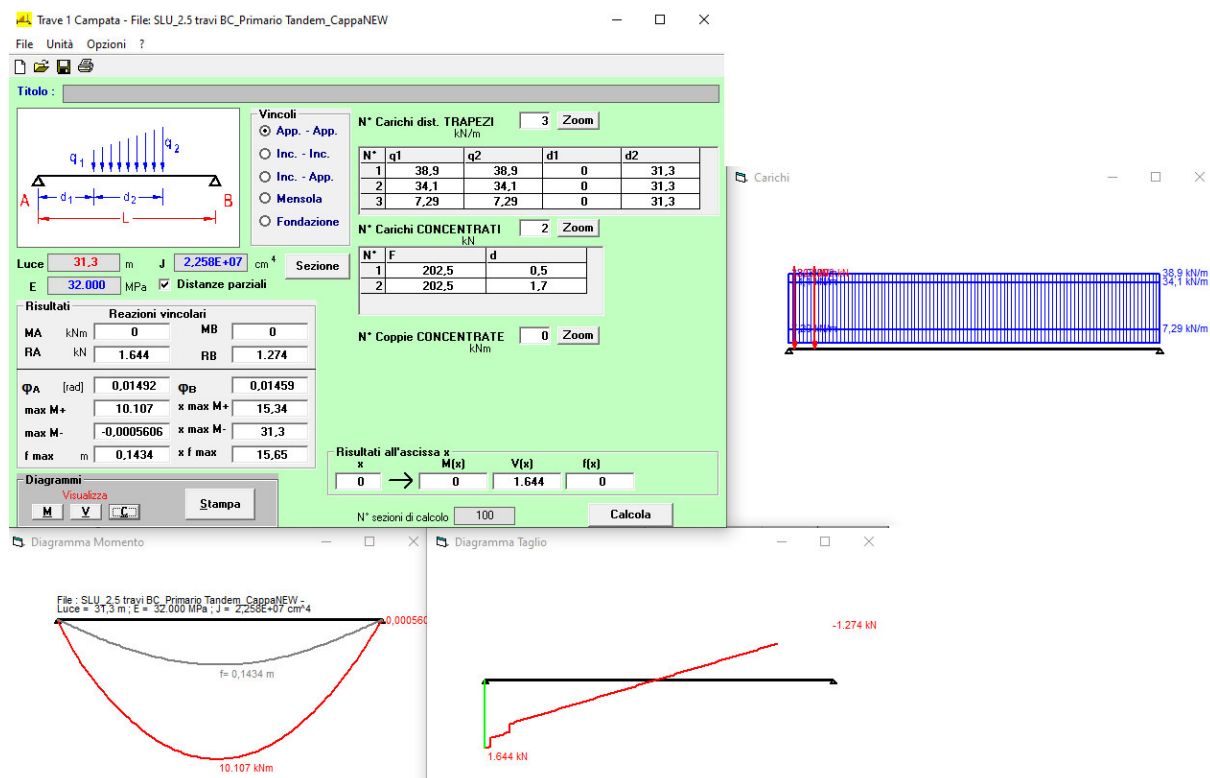 Trave 1 Campata - File: SLU_2.5 travi BC_Primario Tandem_CappaNEW
File Unità Opzioni ?
Titolo :
q1 q2
A d1 d2 B
L
Vincoli
App. - App.
Inc. - Inc.
Inc. - App.
Mensola
Fondazione
N° Carichi dist. TRAPEZI 3 Zoom
kN/m
N° q1 q2 d1 d2
1 38,9 38,9 0 31,3
2 34,1 34,1 0 31,3
3 7,29 7,29 0 31,3
N° Carichi CONCENTRATI 2 Zoom
kN
N° F d
1 202,5 0,5
2 202,5 1,7
N° Coppie CONCENTRATE 0 Zoom
kNm
Luce 31,3 m J 2,258E+07 cm 4 Sezione
E 32.000 MPa Distanze parziali
Risultati
Reazioni vincolari
MA kNm 0 MB 0
RA kN 1.644 RB 1.274
φA [rad] 0,01492 φB 0,01459
max M+ 10.107 x max M+ 15,34
max M- -0,0005606 x max M- 31,3
f max m 0,1434 x f max 15,65
Risultati all'ascissa x
x M(x) V(x) f(x)
0 0 1.644 0
Diagrammi
Visualizza
M V f Stampa
N° sezioni di calcolo 100 Calcola
Carichi
38,9 kN/m
34,1 kN/m
7,29 kN/m
Diagramma Momento
File : SLU_2.5 travi BC_Primario Tandem_CappaNEW -
Luce = 31,3 m ; E = 32.000 MPa ; J = 2,258E+07 cm^4
0,000560
f= 0,1434 m
10.107 kNm
Diagramma Taglio
-1.274 kN
1.644 kN